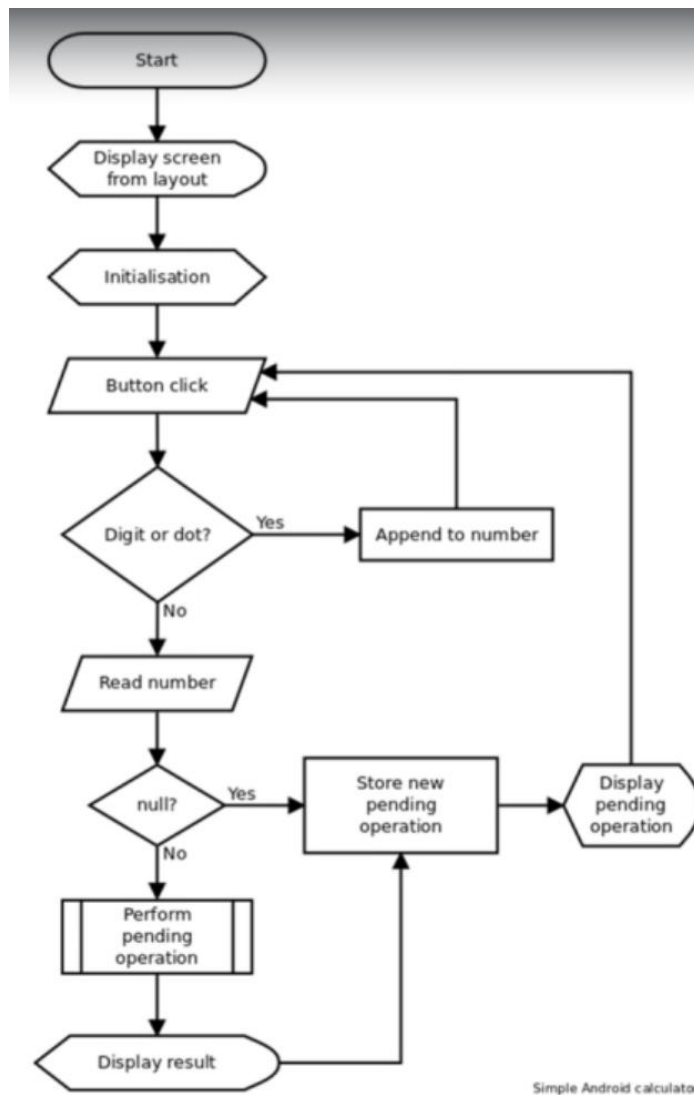 Start
Display screen
from layout
Initialisation
Button click
Digit or dot?
Yes
Append to number
No
Read number
null?
Yes
Store new
pending
operation
Display
pending
operation
No
Perform
pending
operation
Display result
Simple Android calculato